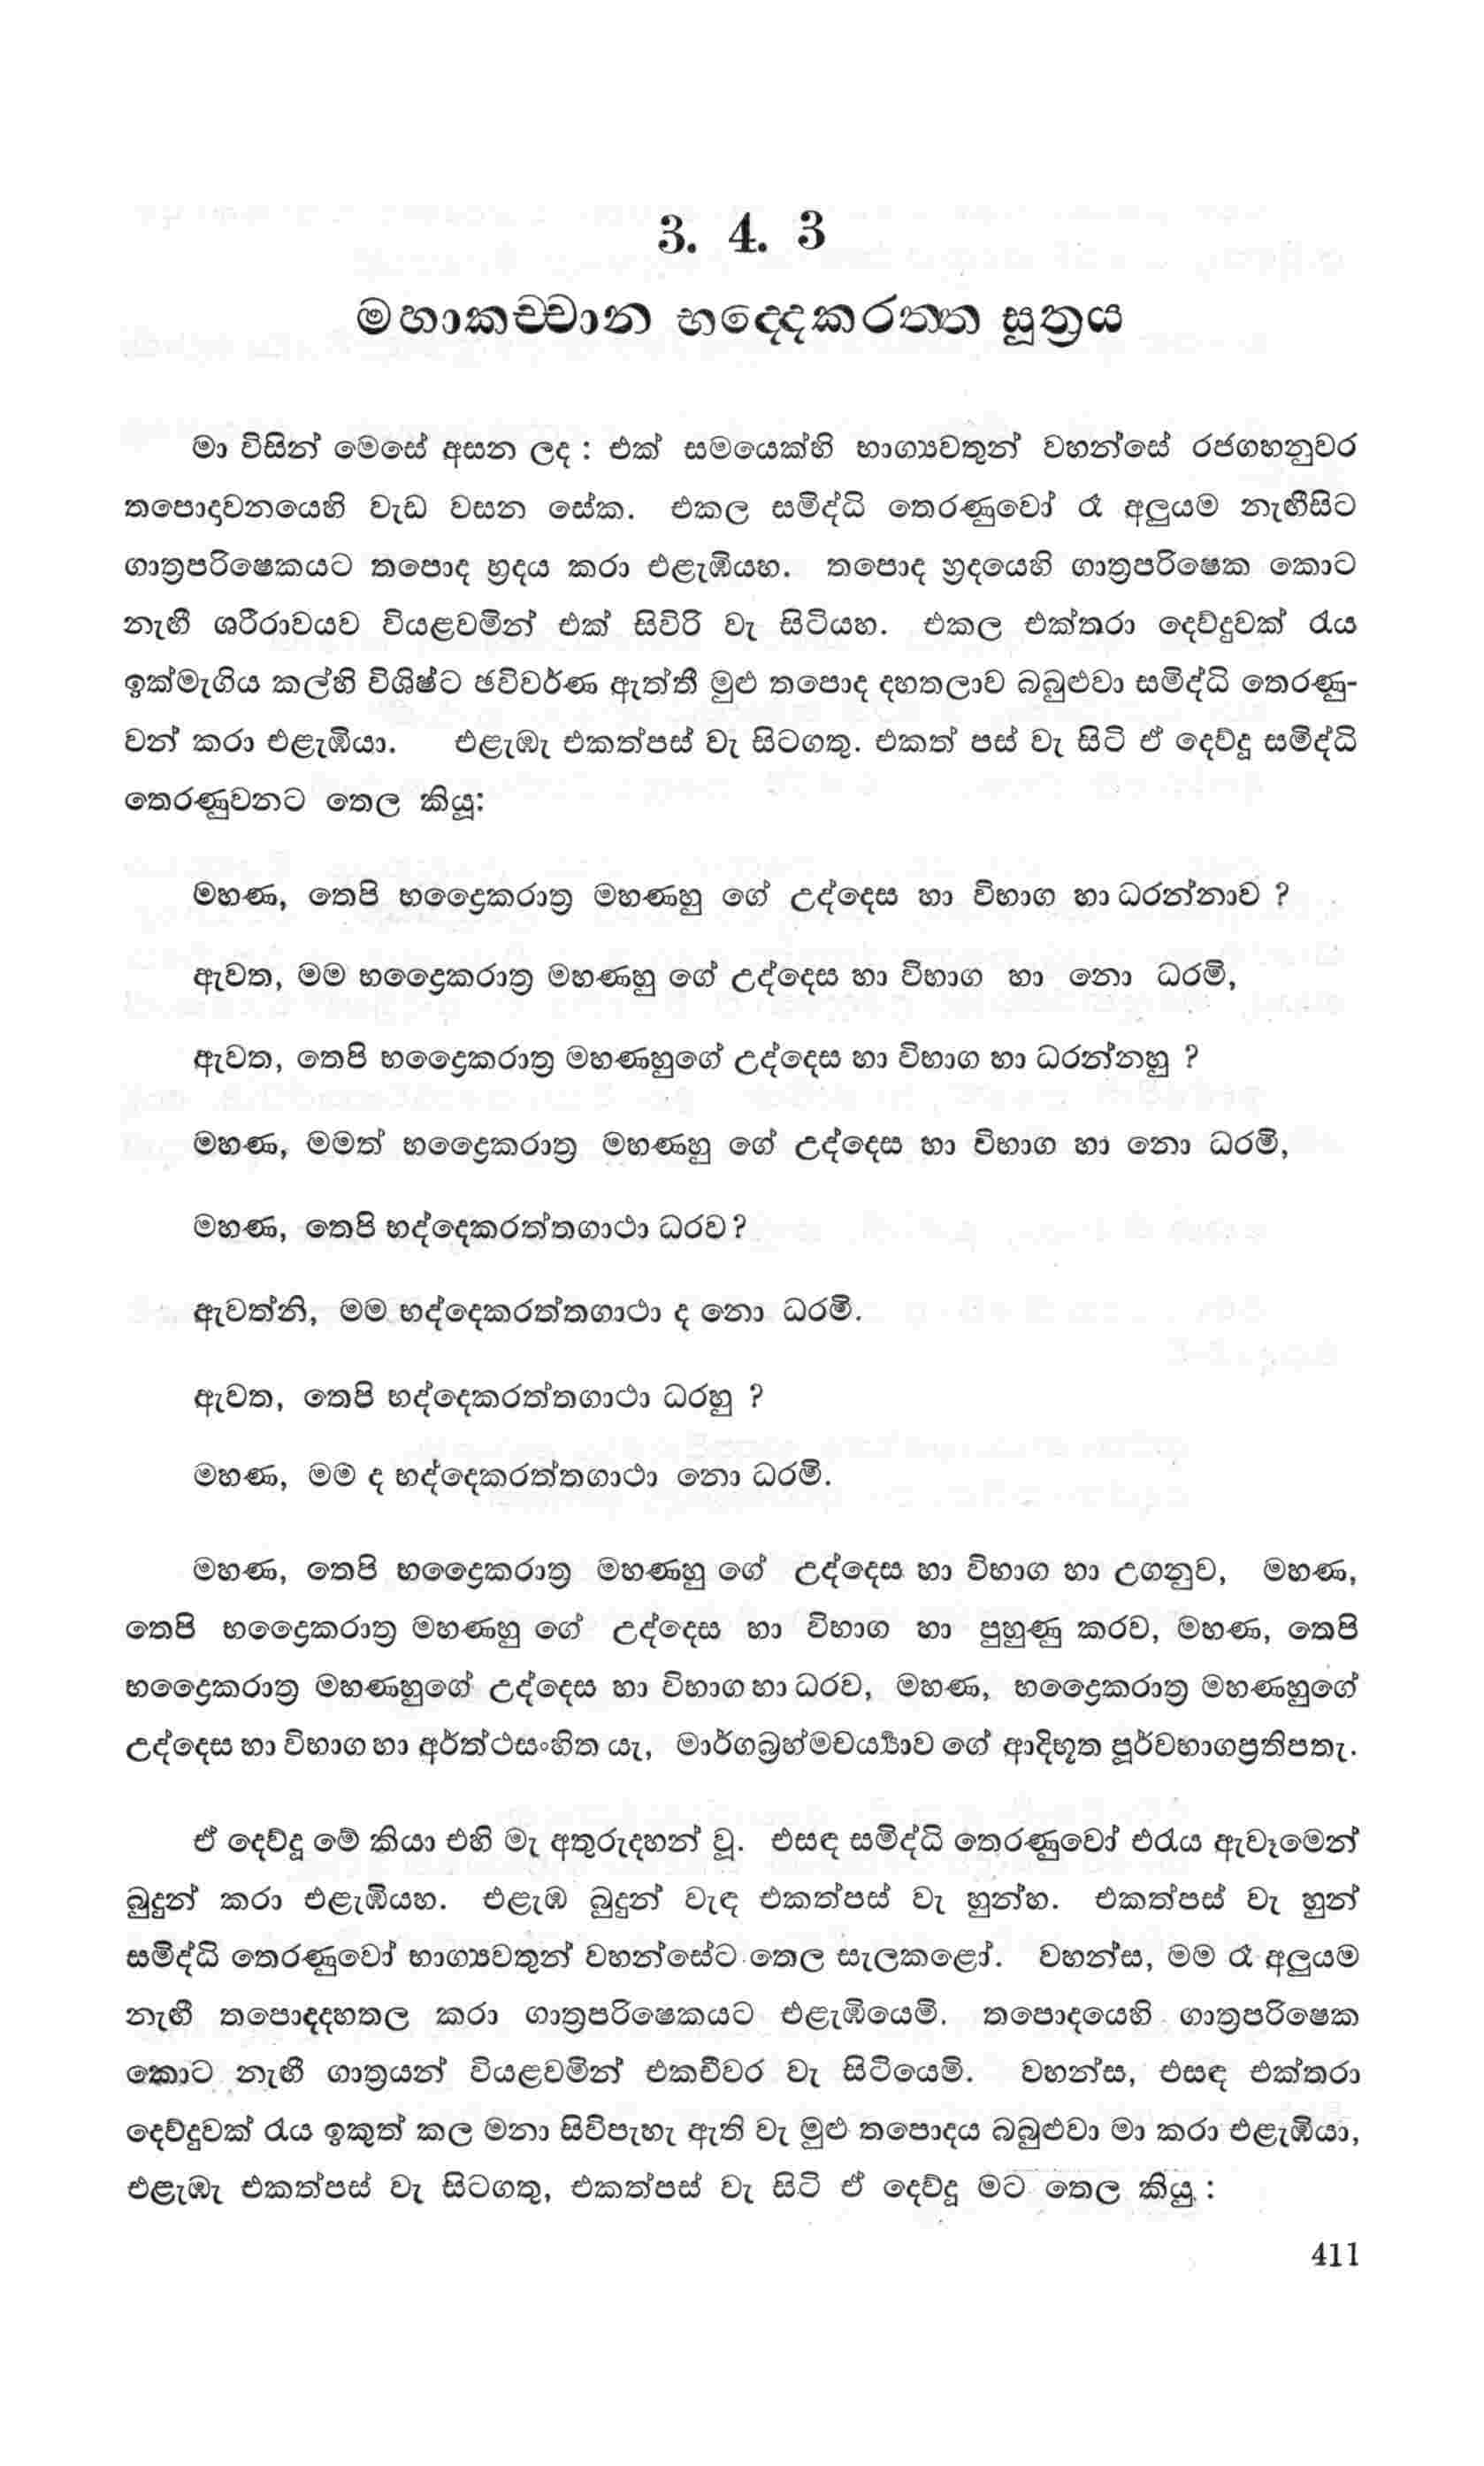 3. 4. 3
මහාකච්චාන භද්දෙකරත්ත සූත්‍රය
මා විසින් මෙසේ අසන ලද : එක් සමයෙක්හි භාග්‍යවතුන් වහන්සේ රජගහනුවර
තපොදාවනයෙහි වැඩ වසන සේක. එකල සමිද්ධි තෙරණුවෝ රෑ අලුයම නැඟීසිට
ගාත්‍රපරිෂෙකයට තපොද හ්‍රදය කරා එළැඹියහ. තපොද හ්‍රදයෙහි ගාත්‍රපරිෂෙක කොට
නැඟී ශරීරාවයව වියළවමින් එක් සිවිරි වැ සිටියහ. එකල එක්තරා දෙව්දුවක් රැය
ඉක්මැගිය කල්හි විශිෂ්ට ඡවිවර්ණ ඇත්තී මුළු තපොද දහතලාව බබුළුවා සමිද්ධි තෙරණු-
වන් කරා එළැඹියා. එළැඹැ එකත්පස් වැ සිටගතු. එකත් පස් වැ සිටි ඒ දෙව්දූ සමිද්ධි
තෙරණුවනට තෙල කියූ:
මහණ, තෙපි භද්‍රෛකරාත්‍ර මහණහු ගේ උද්දෙස හා විභාග හා ධරන්නාව ?
ඇවත, මම භද්‍රෛකරාත්‍ර මහණහු ගේ උද්දෙස හා විභාග හා නො ධරමි,
ඇවත, තෙපි භද්‍රෛකරාත්‍ර මහණහුගේ උද්දෙස හා විභාග හා ධරන්නහු ?
මහණ, මමත් භද්‍රෛකරාත්‍ර මහණහු ගේ උද්දෙස හා විභාග හා නො ධරමි,
මහණ, තෙපි භද්දෙකරත්තගාථා ධරව?
ඇවත්නි, මම භද්දෙකරත්තගාථා ද නො ධරමි.
ඇවත, තෙපි භද්දෙකරත්තගාථා ධරහු ?
මහණ, මම ද භද්දෙකරත්තගාථා නො ධරමි.
මහණ, තෙපි භද්‍රෛකරාත්‍ර මහණහු ගේ උද්දෙස හා විභාග හා උගනුව, මහණ,
තෙපි භද්‍රෛකරාත්‍ර මහණහු ගේ උද්දෙස හා විභාග හා පුහුණු කරව, මහණ, තෙපි
භද්‍රෛකරාත්‍ර මහණහුගේ උද්දෙස හා විභාග හා ධරව, මහණ, භද්‍රෛකරාත්‍ර මහණහුගේ
උද්දෙස හා විභාග හා අර්ත්ථසංහිත යැ, මාර්ගබ්‍රහ්මචර්‍ය්‍යාව ගේ ආදිභූත පූර්වභාගප්‍රතිපතැ.
ඒ දෙව්දූ මේ කියා එහි මැ අතුරුදහන් වූ. එසඳ සමිද්ධි තෙරණුවෝ එරැය ඇවෑමෙන්
බුදුන් කරා එළැඹියහ. එළැඹ බුදුන් වැඳ එකත්පස් වැ හුන්හ. එකත්පස් වැ හුන්
සමිද්ධි තෙරණුවෝ භාග්‍යවතුන් වහන්සේට තෙල සැලකළෝ. වහන්ස, මම රෑ අලුයම
නැඟී තපොදදහතල කරා ගාත්‍රපරිෂෙකයට එළැඹියෙමි. තපොදයෙහි ගාත්‍රපරිෂෙක
කොට නැඟී ගාත්‍රයන් වියළවමින් එකචීවර වැ සිටියෙමි. වහන්ස, එසඳ එක්තරා
දෙව්දුවක් රැය ඉකුත් කල මනා සිවිපැහැ ඇති වැ මුළු තපොදය බබුළුවා මා කරා එළැඹියා,
එළැඹැ එකත්පස් වැ සිටගතු, එකත්පස් වැ සිටි ඒ දෙව්දූ මට තෙල කියු :
411